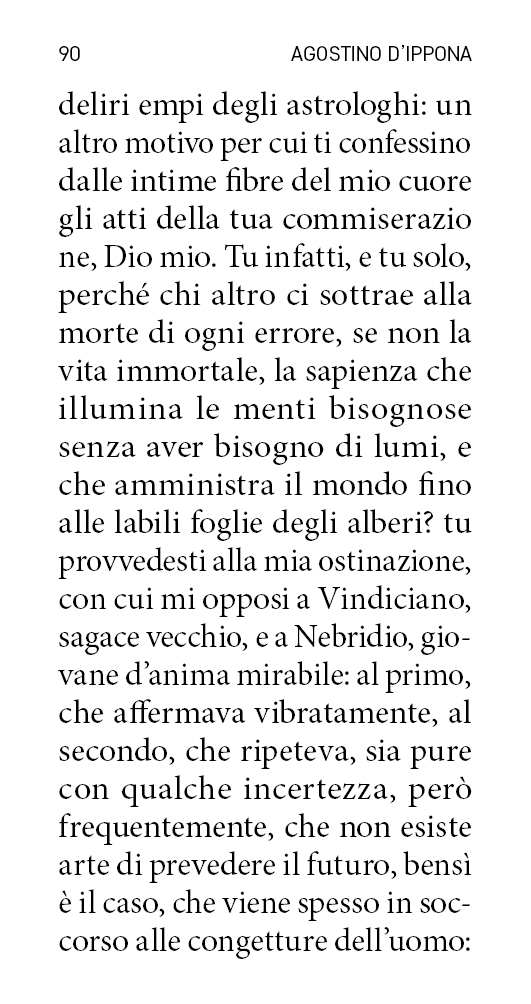 90 AGOSTINO D’IPPONA
deliri empi degli astrologhi: un
altro motivo per cui ti confessino
dalle intime fibre del mio cuore
gli atti della tua commiserazio
ne, Dio mio. Tu infatti, e tu solo,
perché chi altro ci sottrae alla
morte di ogni errore, se non la
vita immortale, la sapienza che
illumina le menti bisognose
senza aver bisogno di lumi, e
che amministra il mondo fino
alle labili foglie degli alberi? tu
provvedesti alla mia ostinazione,
con cui mi opposi a Vindiciano,
sagace vecchio, e a Nebridio, gio-
vane d’anima mirabile: al primo,
che affermava vibratamente, al
secondo, che ripeteva, sia pure
con qualche incertezza, però
frequentemente, che non esiste
arte di prevedere il futuro, bensì
è il caso, che viene spesso in soc-
corso alle congetture dell’uomo: